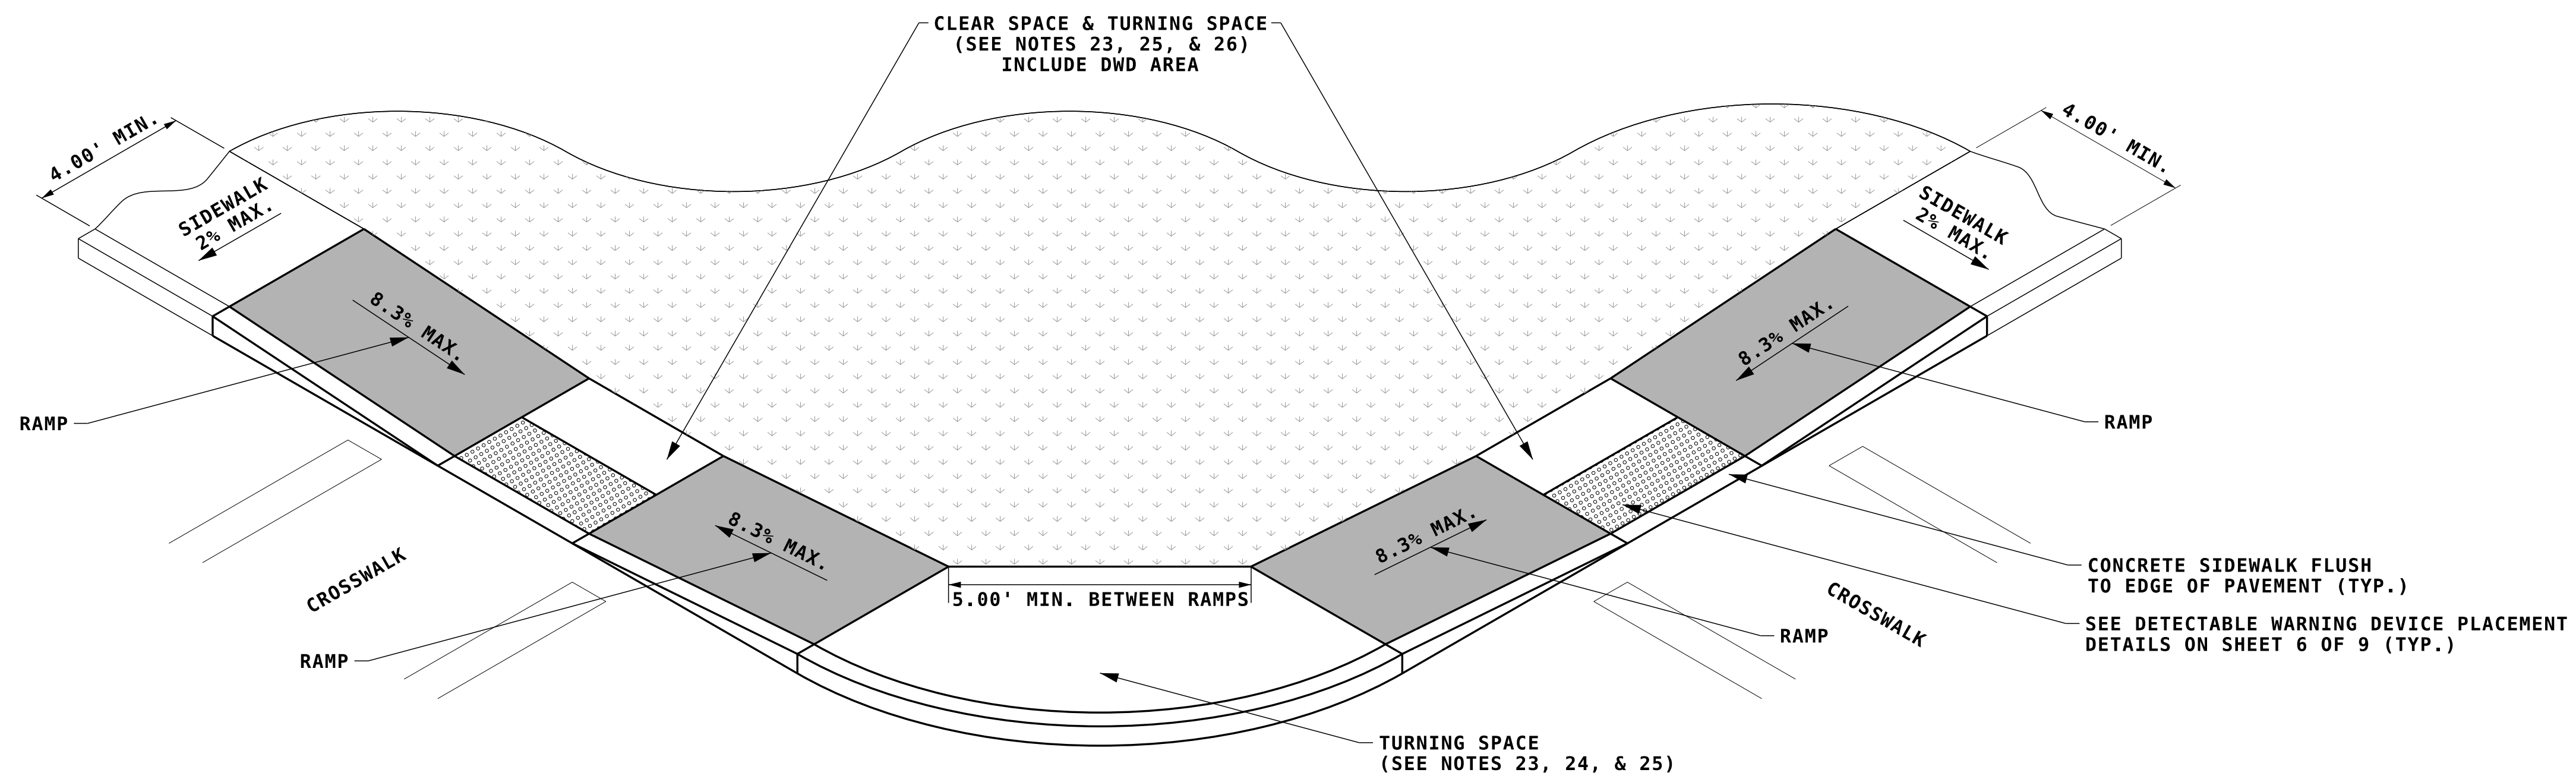 CLEAR SPACE & TURNING SPACE
(SEE NOTES 23, 25, & 26)
INCLUDE DWD AREA
4.00' MIN.
4.00' MIN.
SIDEWALK
2% MAX.
SIDEWALK
2% MAX.
8.3% MAX.
8.3% MAX.
RAMP
RAMP
8.3% MAX.
8.3% MAX.
5.00' MIN. BETWEEN RAMPS
CROSSWALK
CROSSWALK
CONCRETE SIDEWALK FLUSH
TO EDGE OF PAVEMENT (TYP.)
SEE DETECTABLE WARNING DEVICE PLACEMENT
DETAILS ON SHEET 6 OF 9 (TYP.)
RAMP
RAMP
TURNING SPACE
(SEE NOTES 23, 24, & 25)